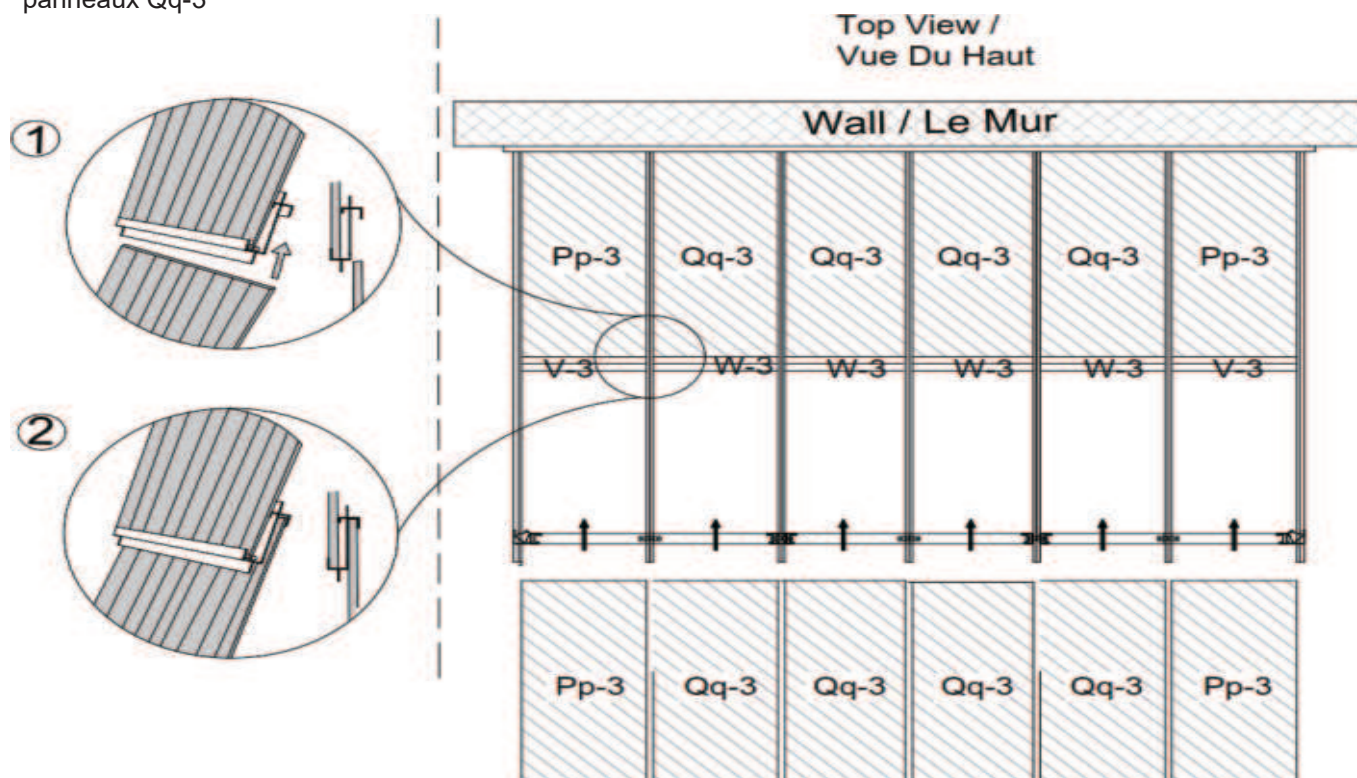 panneaux Qq-3
Top View /
Vue Du Haut
Wall / Le Mur
1
Pp-3 Qq-3 Qq-3 Qq-3 Qq-3 Pp-3
V-3 W-3 W-3 W-3 W-3 V-3
2
Pp-3 Qq-3 Qq-3 Qq-3 Qq-3 Pp-3